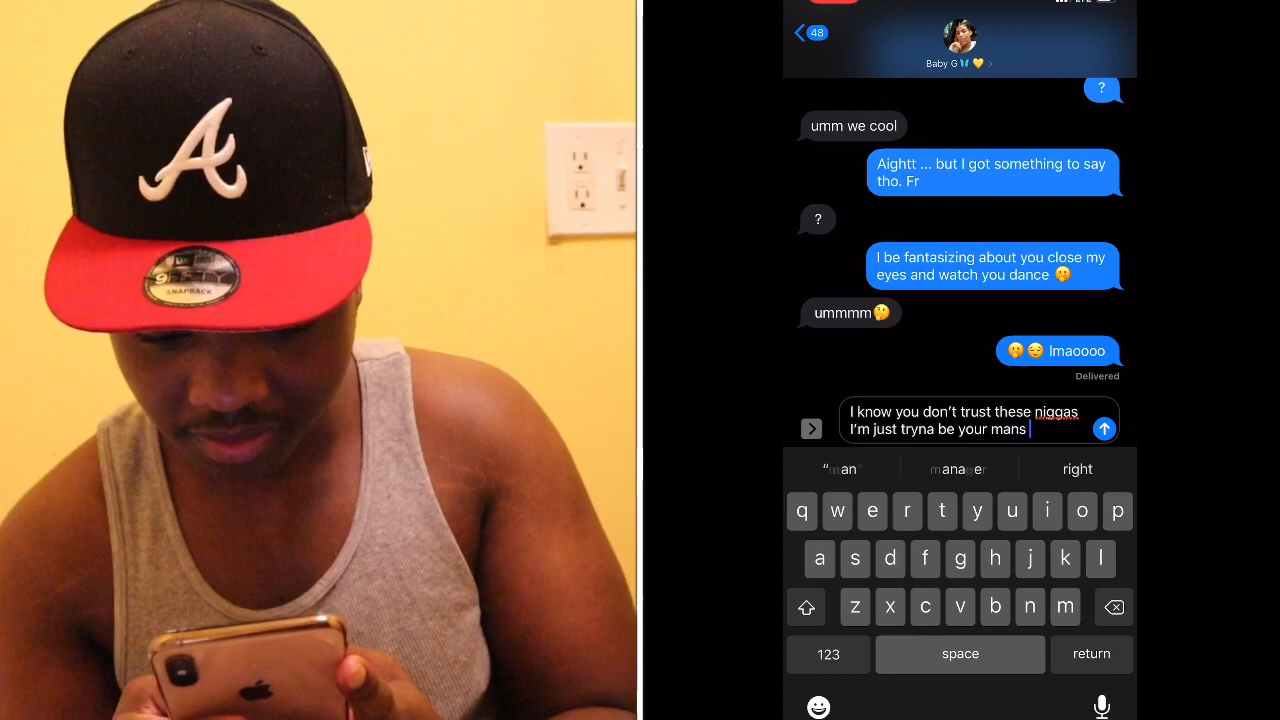 A
9FIFTY
SNAPBACK
48
Baby G 🦋 💛 >
?
umm we cool
Aightt ... but I got something to say
tho. Fr
?
I be fantasizing about you close my
eyes and watch you dance 🤫
ummmm🤔
🤫 😏 lmaoooo
Delivered
I know you don’t trust these niggas
I’m just tryna be your mans
right
q w e r t y u i o p
a s d f g h j k l
z x c v b n m
123 space return